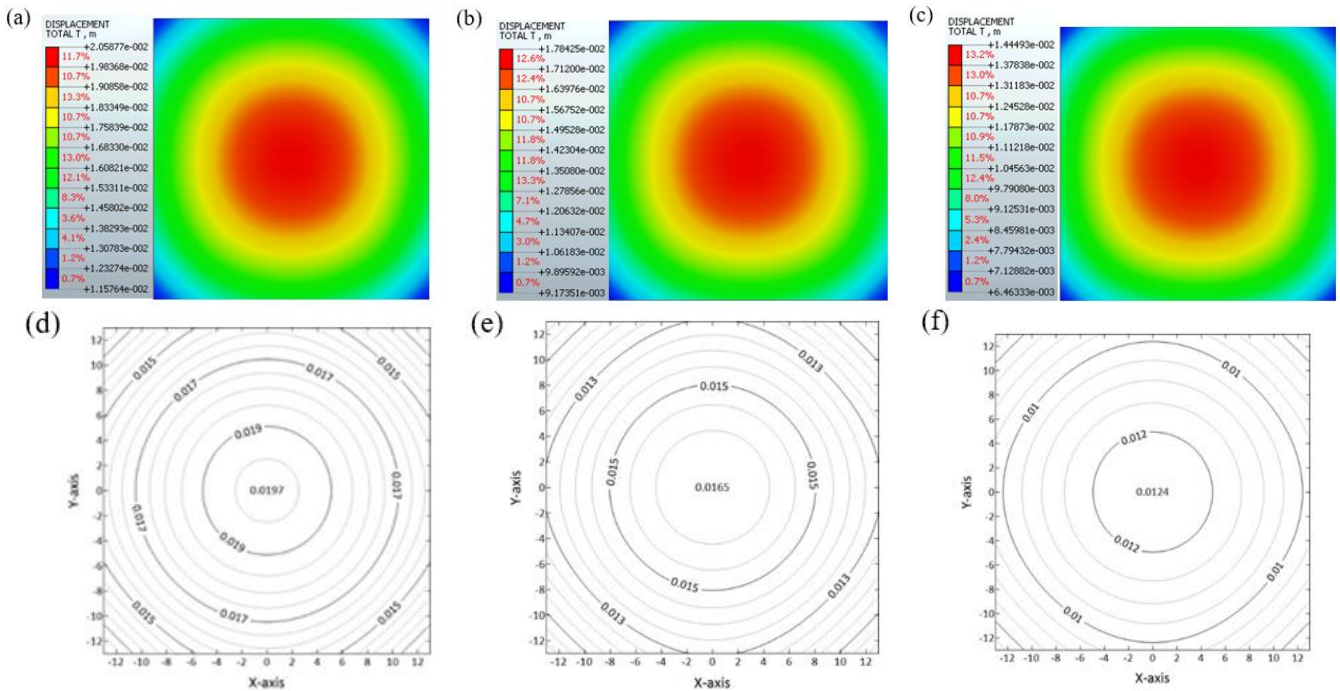 (a)
DISPLACEMENT
TOTAL T , m
+2.05877e-002
11.7%
+1.98368e-002
10.7%
+1.90858e-002
13.3%
+1.83349e-002
10.7%
+1.75839e-002
10.7%
+1.68330e-002
13.0%
+1.60821e-002
12.1%
+1.53311e-002
8.3%
+1.45802e-002
3.6%
+1.38293e-002
4.1%
+1.30783e-002
1.2%
+1.23274e-002
0.7%
+1.15764e-002
(b)
DISPLACEMENT
TOTAL T , m
+1.78425e-002
12.6%
+1.71200e-002
12.4%
+1.63976e-002
10.7%
+1.56752e-002
10.7%
+1.49528e-002
11.8%
+1.42304e-002
11.8%
+1.35080e-002
13.3%
+1.27856e-002
7.1%
+1.20632e-002
4.7%
+1.13407e-002
3.0%
+1.06183e-002
1.2%
+9.89592e-003
0.7%
+9.17351e-003
(c)
DISPLACEMENT
TOTAL T , m
+1.44493e-002
13.2%
+1.37838e-002
13.0%
+1.31183e-002
10.7%
+1.24528e-002
10.7%
+1.17873e-002
10.9%
+1.11218e-002
11.5%
+1.04563e-002
12.4%
+9.79080e-003
8.0%
+9.12531e-003
5.3%
+8.45981e-003
2.4%
+7.79432e-003
1.2%
+7.12882e-003
0.7%
+6.46333e-003
(d)
12
10
8
6
4
2
0
-2
-4
-6
-8
-10
-12
Y-axis
0.015
0.015
0.017
0.017
0.019
0.0197
0.017
0.017
0.019
0.017
0.015
0.015
-12 -10 -8 -6 -4 -2 0 2 4 6 8 10 12
X-axis
(e)
12
10
8
6
4
2
0
-2
-4
-6
-8
-10
-12
Y-axis
0.013
0.013
0.015
0.015
0.015
0.0165
0.015
0.013
0.013
-12 -10 -8 -6 -4 -2 0 2 4 6 8 10 12
X-axis
(f)
12
10
8
6
4
2
0
-2
-4
-6
-8
-10
-12
Y-axis
0.01
0.01
0.012
0.0124
0.012
0.01
0.01
-12 -10 -8 -6 -4 -2 0 2 4 6 8 10 12
X-axis